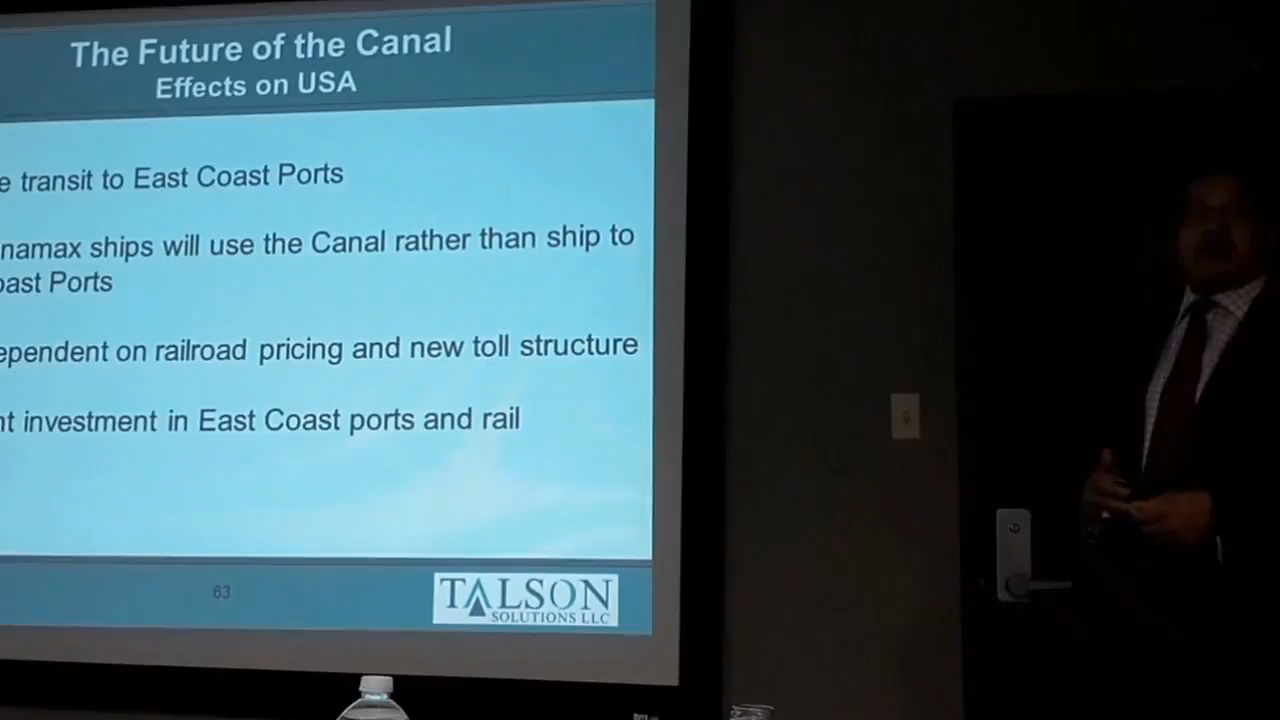 The Future of the Canal
Effects on USA
e transit to East Coast Ports
namax ships will use the Canal rather than ship to
oast Ports
ependent on railroad pricing and new toll structure
nt investment in East Coast ports and rail
63
TALSON
SOLUTIONS LLC